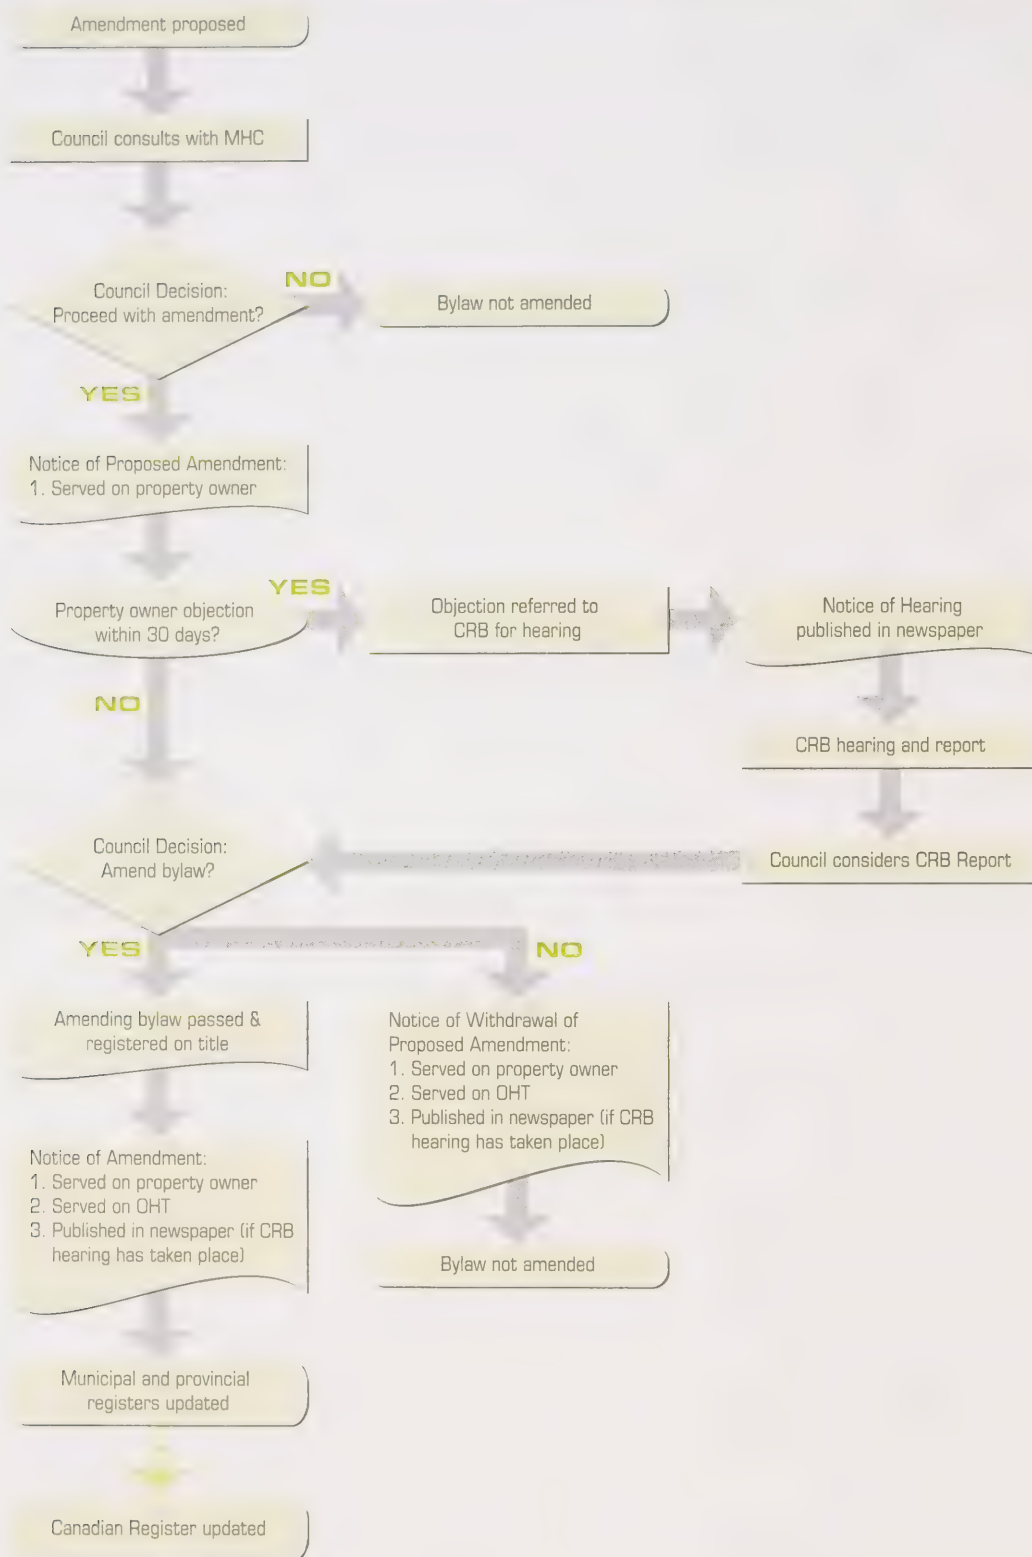 Amendment proposed
Council consults with MHC
Council Decision:
Proceed with amendment?
NO
Bylaw not amended
YES
Notice of Proposed Amendment:
1. Served on property owner
Property owner objection
within 30 days?
YES
Objection referred to
CRB for hearing
Notice of Hearing
published in newspaper
NO
CRB hearing and report
Council considers CRB Report
Council Decision:
Amend bylaw?
YES
NO
Amending bylaw passed &
registered on title
Notice of Withdrawal of
Proposed Amendment:
1. Served on property owner
2. Served on OHT
3. Published in newspaper (if CRB
hearing has taken place)
Notice of Amendment:
1. Served on property owner
2. Served on OHT
3. Published in newspaper (if CRB
hearing has taken place)
Bylaw not amended
Municipal and provincial
registers updated
Canadian Register updated